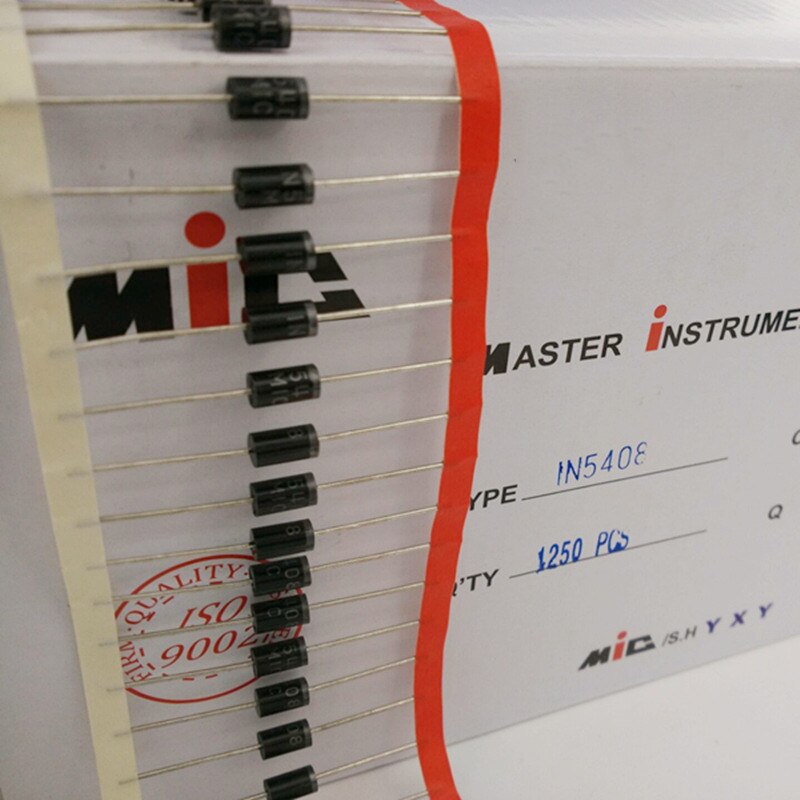 MIC
MASTER INSTRUME
YPE IN5408
Q'TY 1250 PCS
Q
MIC /S.H Y X Y
QUALITY
ISO
9002